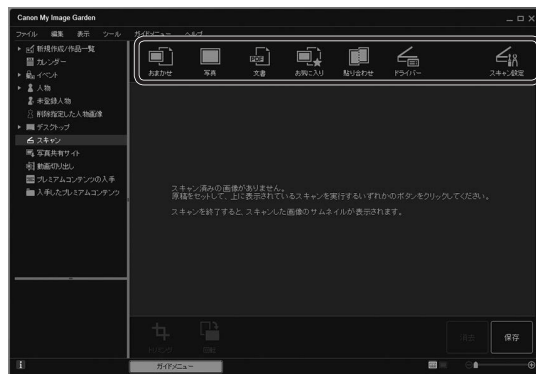 Canon My Image Garden
ファイル 編集 表示 ツール ガイドメニュー ヘルプ
新規作成/作品一覧
カレンダー
イベント
人物
未登録人物
削除指定した人物画像
デスクトップ
スキャン
写真共有サイト
動画切り出し
プレミアムコンテンツの入手
入手したプレミアムコンテンツ
おまかせ 写真 文書 お気に入り 貼り合わせ ドライバー スキャン設定
PDF
スキャン済みの画像がありません。
原稿をセットして、上に表示されているスキャンを実行するいずれかのボタンをクリックしてください。
スキャンを終了すると、スキャンした画像のサムネイルが表示されます。
トリミング 回転 消去 保存
ガイドメニュー